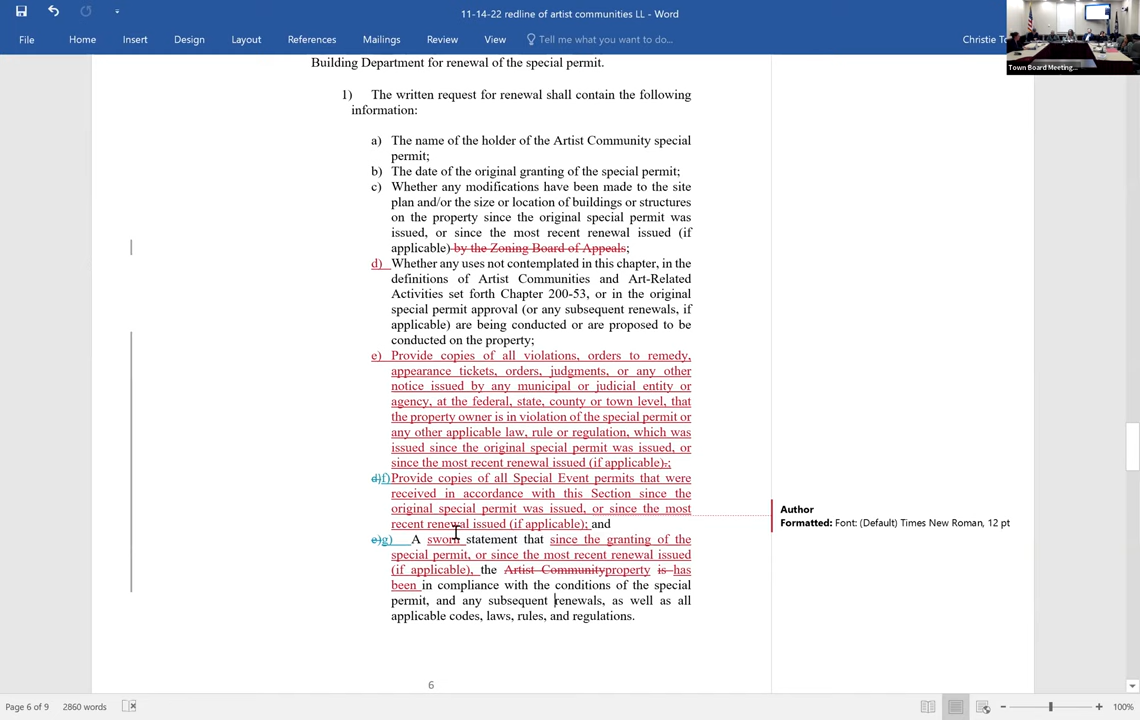 11-14-22 redline of artist communities LL - Word
File Home Insert Design Layout References Mailings Review View Tell me what you want to do... Christie
Town Board Meeting...
Building Department for renewal of the special permit.
1) The written request for renewal shall contain the following
information:
a) The name of the holder of the Artist Community special
permit;
b) The date of the original granting of the special permit;
c) Whether any modifications have been made to the site
plan and/or the size or location of buildings or structures
on the property since the original special permit was
issued, or since the most recent renewal issued (if
applicable) by the Zoning Board of Appeals;
d) Whether any uses not contemplated in this chapter, in the
definitions of Artist Communities and Art-Related
Activities set forth Chapter 200-53, or in the original
special permit approval (or any subsequent renewals, if
applicable) are being conducted or are proposed to be
conducted on the property;
e) Provide copies of all violations, orders to remedy,
appearance tickets, orders, judgments, or any other
notice issued by any municipal or judicial entity or
agency, at the federal, state, county or town level, that
the property owner is in violation of the special permit or
any other applicable law, rule or regulation, which was
issued since the original special permit was issued, or
since the most recent renewal issued (if applicable).;
d)f) Provide copies of all Special Event permits that were
received in accordance with this Section since the
original special permit was issued, or since the most
recent renewal issued (if applicable); and
e)g) A sworn statement that since the granting of the
special permit, or since the most recent renewal issued
(if applicable), the Artist Communityproperty is has
been in compliance with the conditions of the special
permit, and any subsequent renewals, as well as all
applicable codes, laws, rules, and regulations.
Author
Formatted: Font: (Default) Times New Roman, 12 pt
6
Page 6 of 9 2860 words 100%